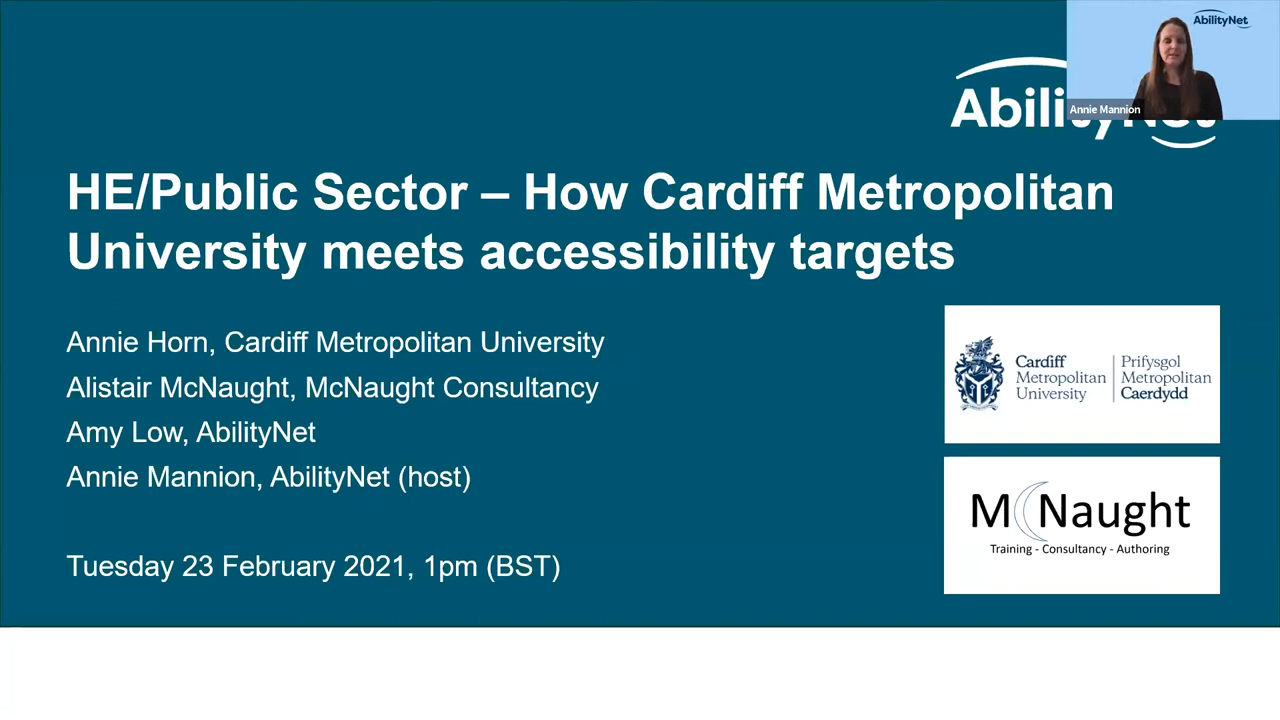 AbilityNet
Annie Mannion
AbilityNet
HE/Public Sector – How Cardiff Metropolitan
University meets accessibility targets
Annie Horn, Cardiff Metropolitan University
Alistair McNaught, McNaught Consultancy
Amy Low, AbilityNet
Annie Mannion, AbilityNet (host)
Tuesday 23 February 2021, 1pm (BST)
Cardiff
Metropolitan
University
Prifysgol
Metropolitan
Caerdydd
McNaught
Training - Consultancy - Authoring